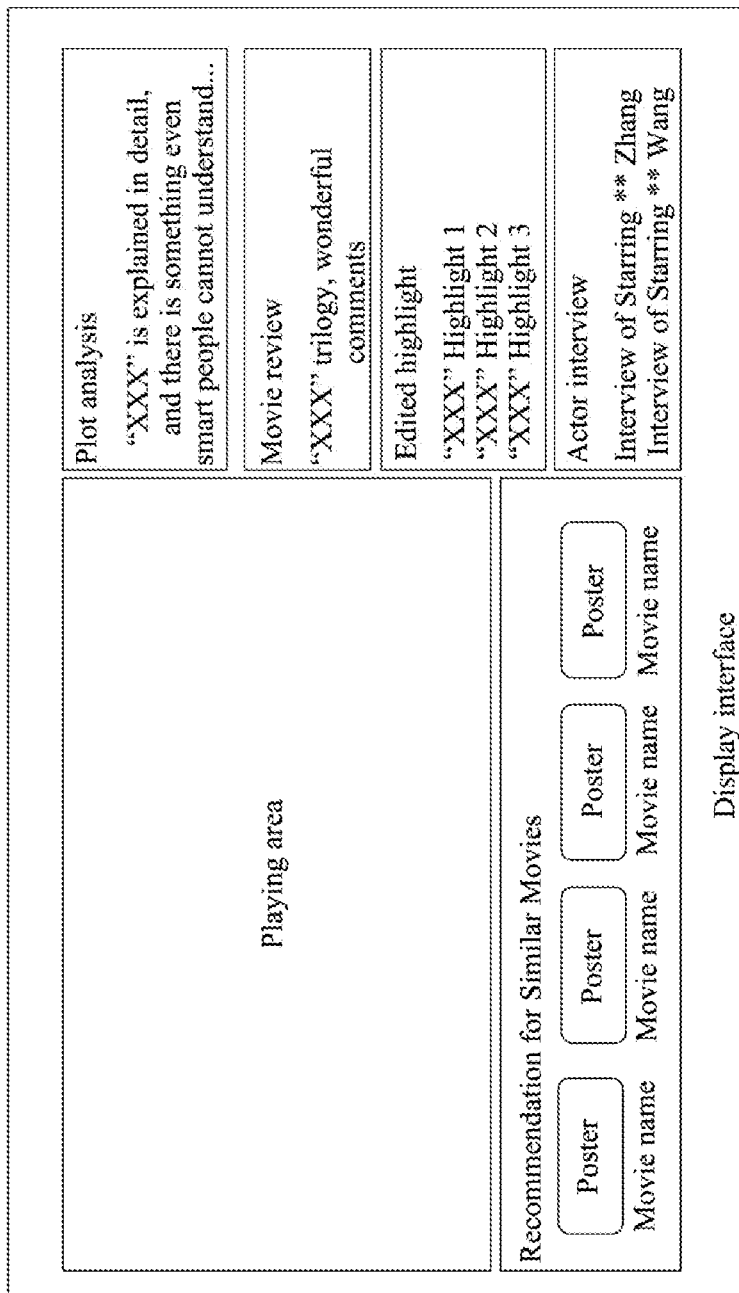 Playing area
Plot analysis
“XXX” is explained in detail,
and there is something even
smart people cannot understand...
Movie review
“XXX” trilogy, wonderful
comments
Edited highlight
“XXX” Highlight 1
“XXX” Highlight 2
“XXX” Highlight 3
Actor interview
Interview of Starring ** Zhang
Interview of Starring ** Wang
Recommendation for Similar Movies
Poster
Movie name
Poster
Movie name
Poster
Movie name
Poster
Movie name
Display interface